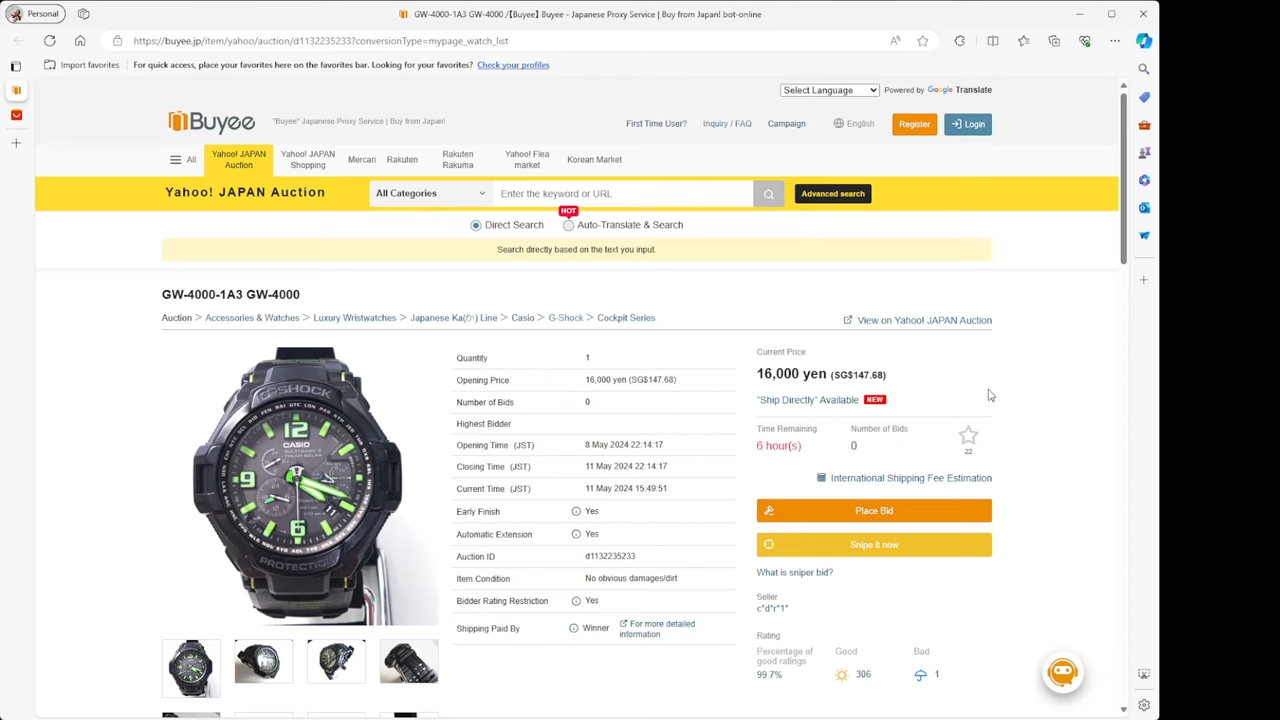 Personal
GW-4000-1A3 GW-4000 /【Buyee】 Buyee - Japanese Proxy Service | Buy from Japan! bot-online
https://buyee.jp/item/yahoo/auction/d1132235233?conversionType=mypage_watch_list
Import favorites
For quick access, place your favorites here on the favorites bar. Looking for your favorites? Check your profiles
Select Language
Powered by Google Translate
Buyee
"Buyee" Japanese Proxy Service | Buy from Japan!
First Time User?
Inquiry / FAQ
Campaign
English
Register
Login
All
Yahoo! JAPAN
Auction
Yahoo! JAPAN
Shopping
Mercari
Rakuten
Rakuten
Rakuma
Yahoo! Flea
market
Korean Market
Yahoo! JAPAN Auction
All Categories
Enter the keyword or URL
Advanced search
HOT
Direct Search
Auto-Translate & Search
Search directly based on the text you input.
GW-4000-1A3 GW-4000
Auction > Accessories & Watches > Luxury Wristwatches > Japanese Ka(か) Line > Casio > G-Shock > Cockpit Series
View on Yahoo! JAPAN Auction
G-SHOCK
CASIO
12
9
6
PROTECTION
Quantity 1
Opening Price 16,000 yen (SG$147.68)
Number of Bids 0
Highest Bidder
Opening Time (JST) 8 May 2024 22:14:17
Closing Time (JST) 11 May 2024 22:14:17
Current Time (JST) 11 May 2024 15:49:51
Early Finish Yes
Automatic Extension Yes
Auction ID d1132235233
Item Condition No obvious damages/dirt
Bidder Rating Restriction Yes
Shipping Paid By Winner For more detailed
information
Current Price
16,000 yen (SG$147.68)
"Ship Directly" Available NEW
Time Remaining
6 hour(s)
Number of Bids
0
22
International Shipping Fee Estimation
Place Bid
Snipe it now
What is sniper bid?
Seller
c*d*r*1*
Rating
Percentage of
good ratings
99.7%
Good
306
Bad
1